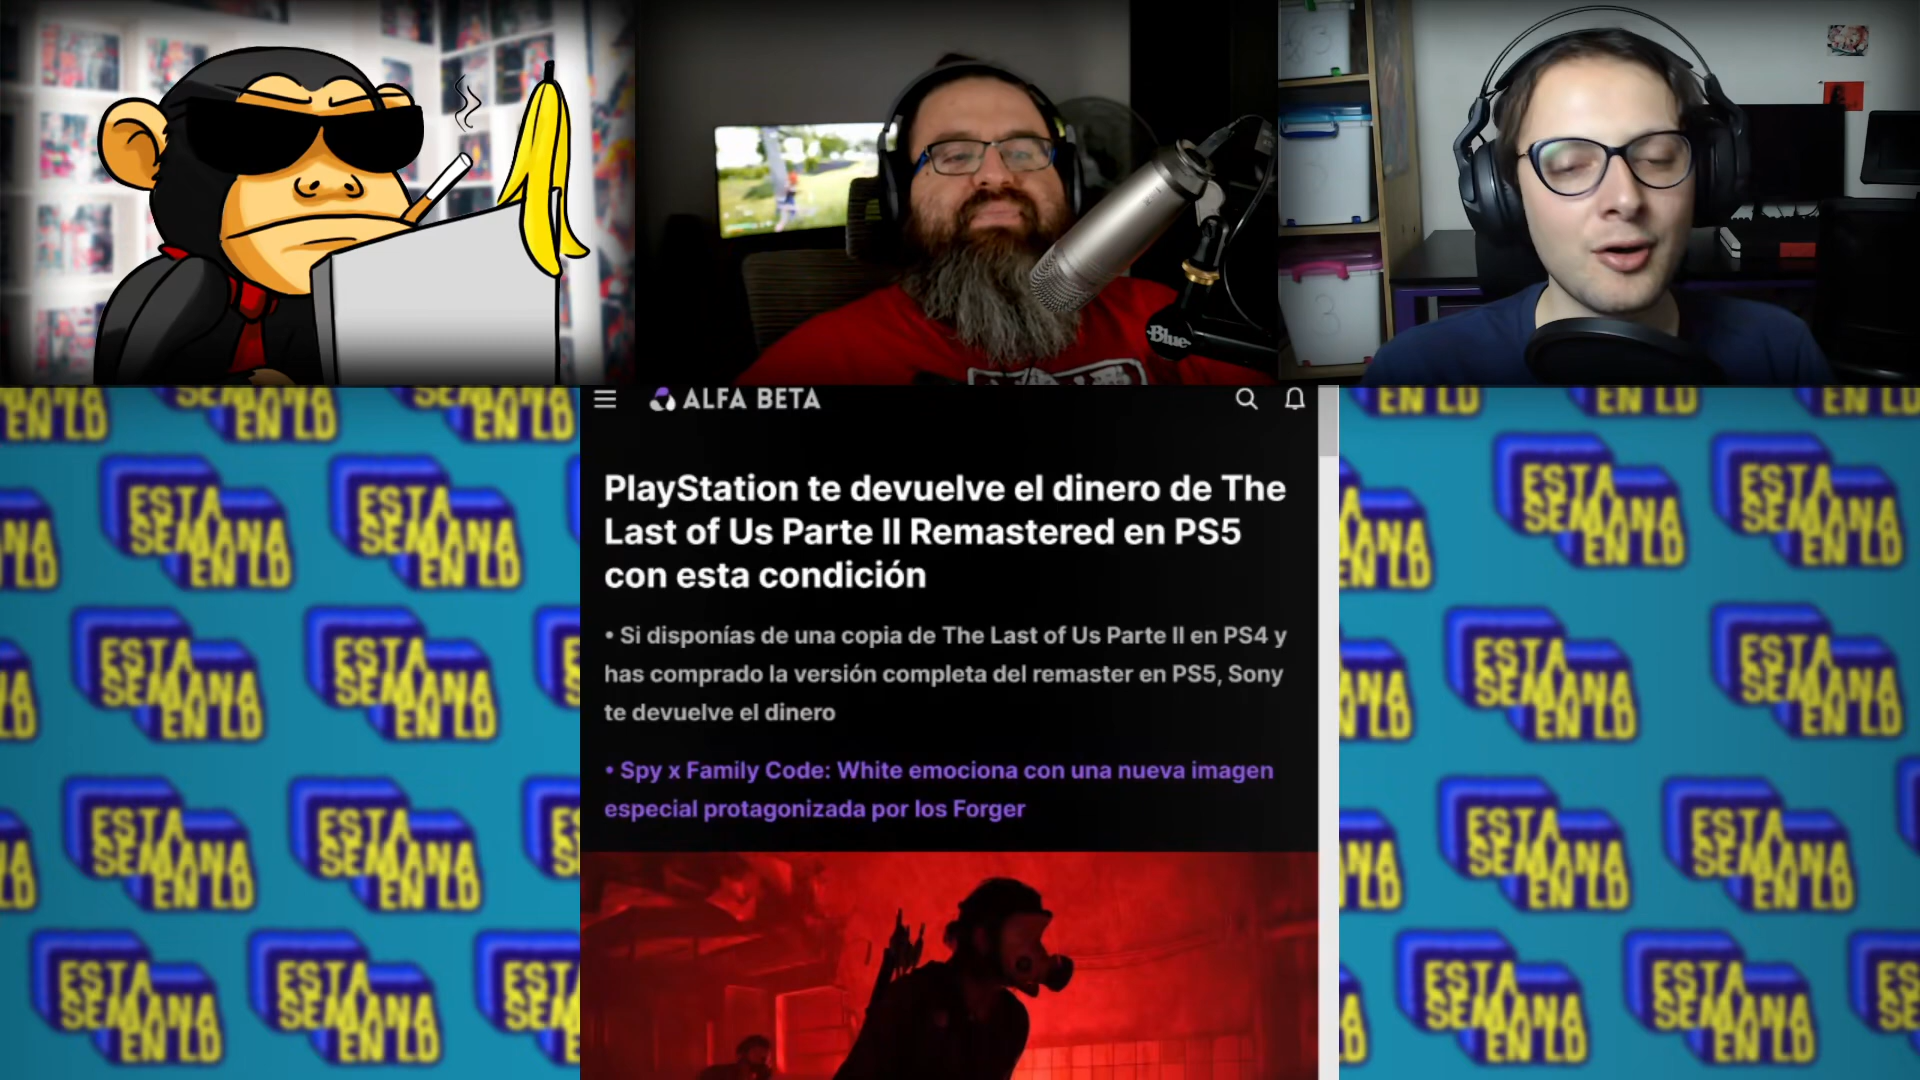 Blue
ALFA BETA
PlayStation te devuelve el dinero de The
Last of Us Parte II Remastered en PS5
con esta condición
• Si disponías de una copia de The Last of Us Parte II en PS4 y
has comprado la versión completa del remaster en PS5, Sony
te devuelve el dinero
• Spy x Family Code: White emociona con una nueva imagen
especial protagonizada por los Forger
ESTA
SEMANA
EN LD